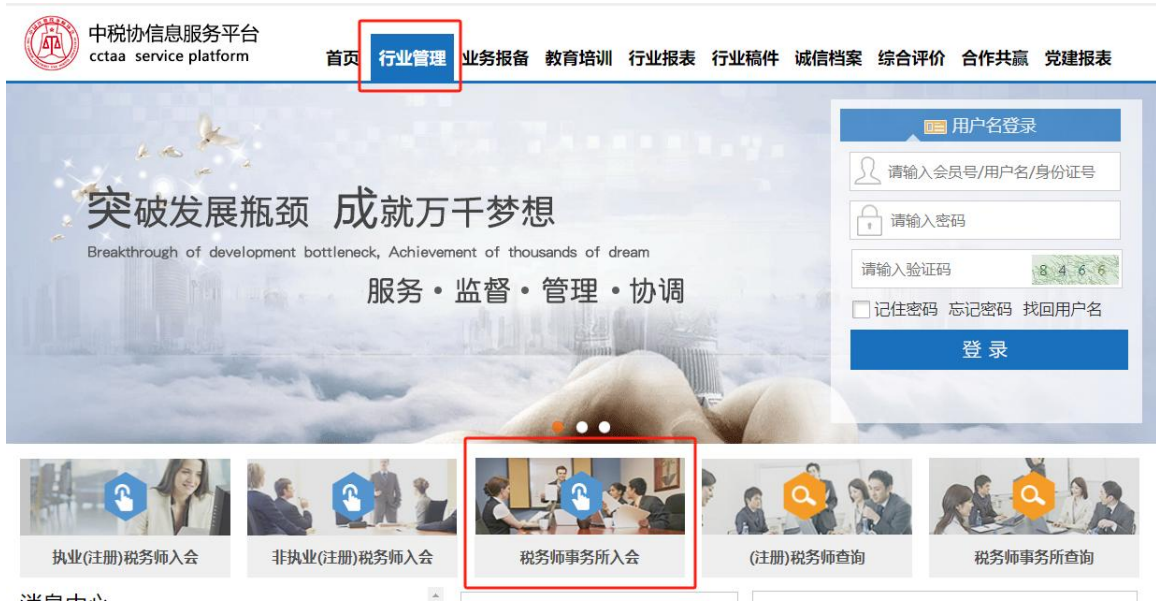 中税协信息服务平台
cctaa service platform
首页 行业管理 业务报备 教育培训 行业报表 行业稿件 诚信档案 综合评价 合作共赢 党建报表
突破发展瓶颈 成就万千梦想
Breakthrough of development bottleneck, Achievement of thousands of dream
服务·监督·管理·协调
用户名登录
请输入会员号/用户名/身份证号
请输入密码
请输入验证码 8 4 6 6
记住密码 忘记密码 找回用户名
登 录
执业(注册)税务师入会 非执业(注册)税务师入会 税务师事务所入会 (注册)税务师查询 税务师事务所查询